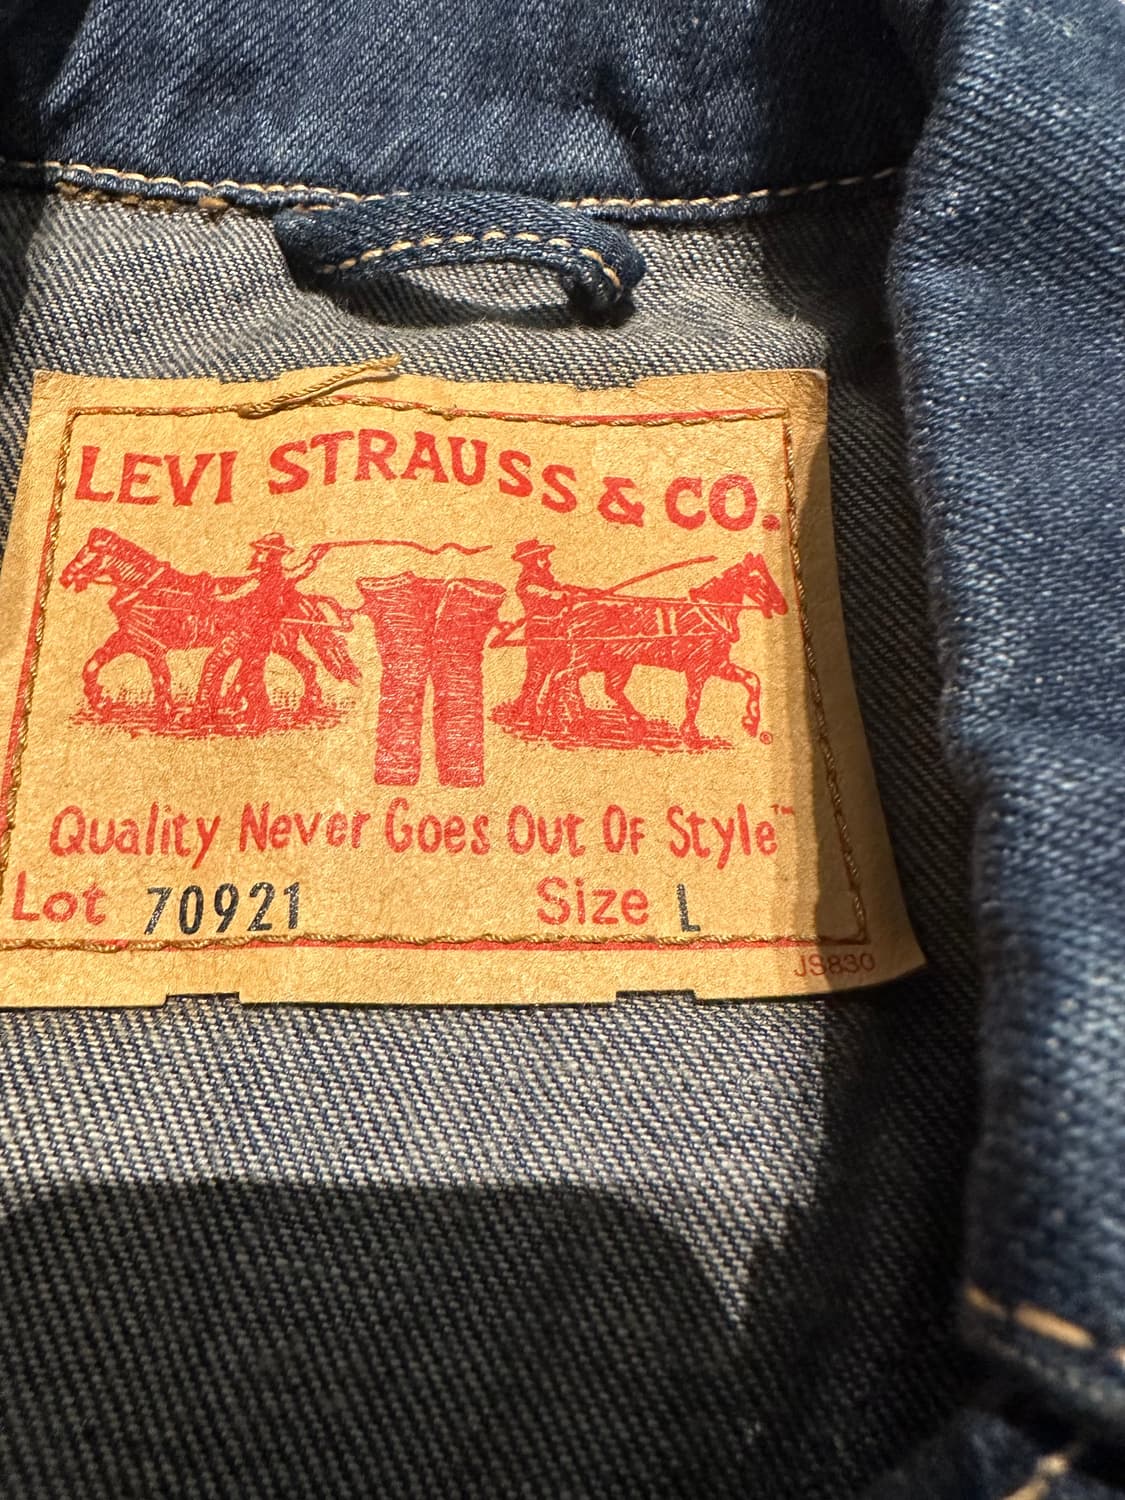 LEVI STRAUSS & CO.
®
Quality Never Goes Out Of Style™
Lot 70921 Size L
JS830